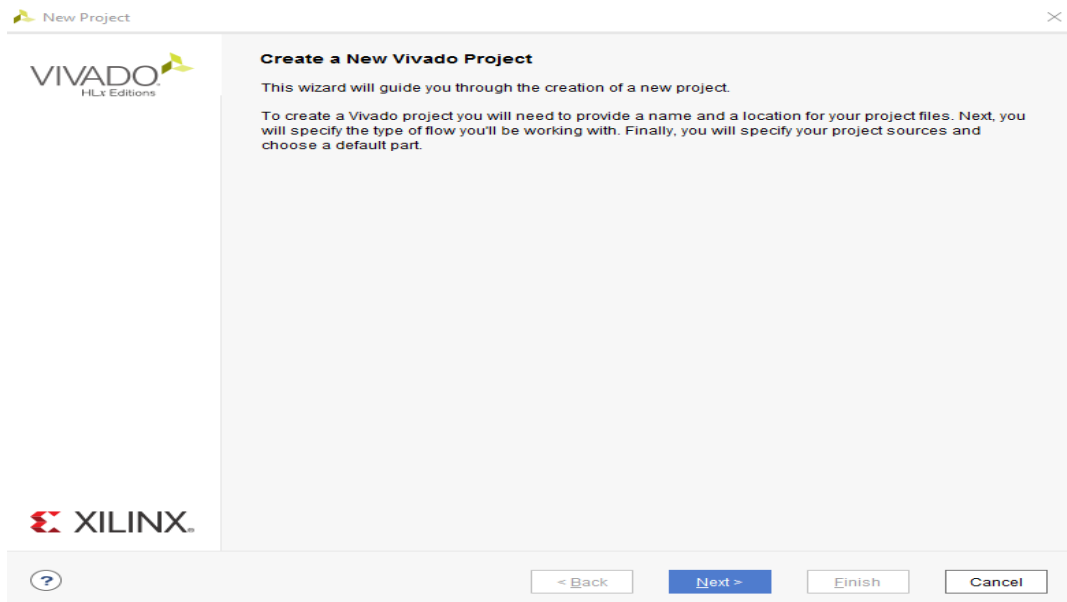 New Project
VIVADO
HLx Editions
Create a New Vivado Project
This wizard will guide you through the creation of a new project.
To create a Vivado project you will need to provide a name and a location for your project files. Next, you
will specify the type of flow you'll be working with. Finally, you will specify your project sources and
choose a default part.
XILINX®
?
< Back
Next >
Finish
Cancel